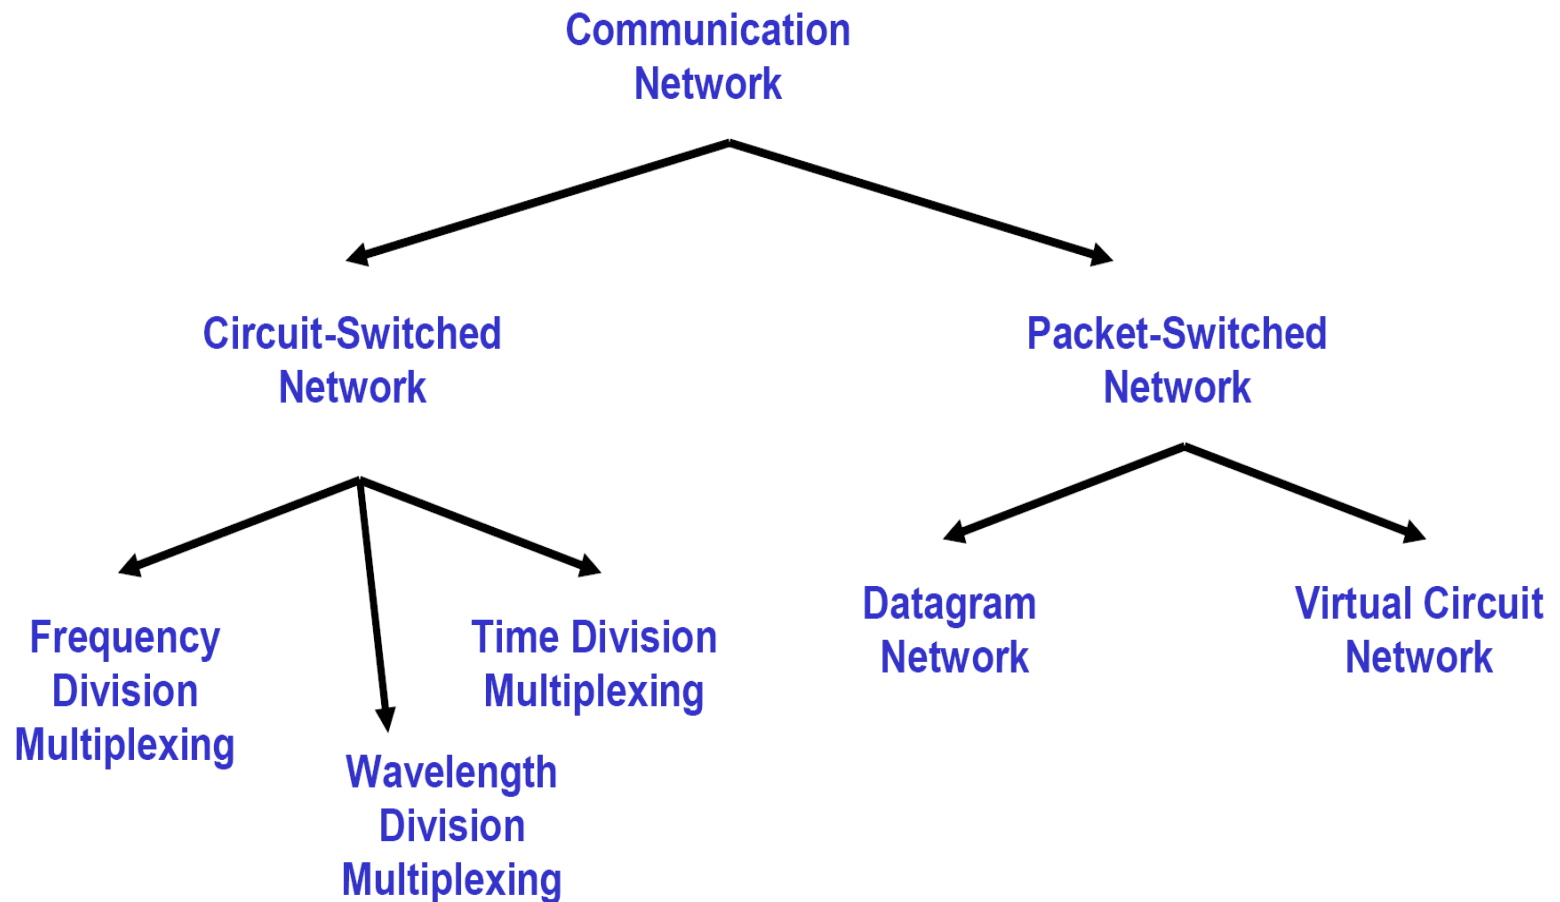 Communication
Network
Circuit-Switched
Network
Packet-Switched
Network
Frequency
Division
Multiplexing
Wavelength
Division
Multiplexing
Time Division
Multiplexing
Datagram
Network
Virtual Circuit
Network